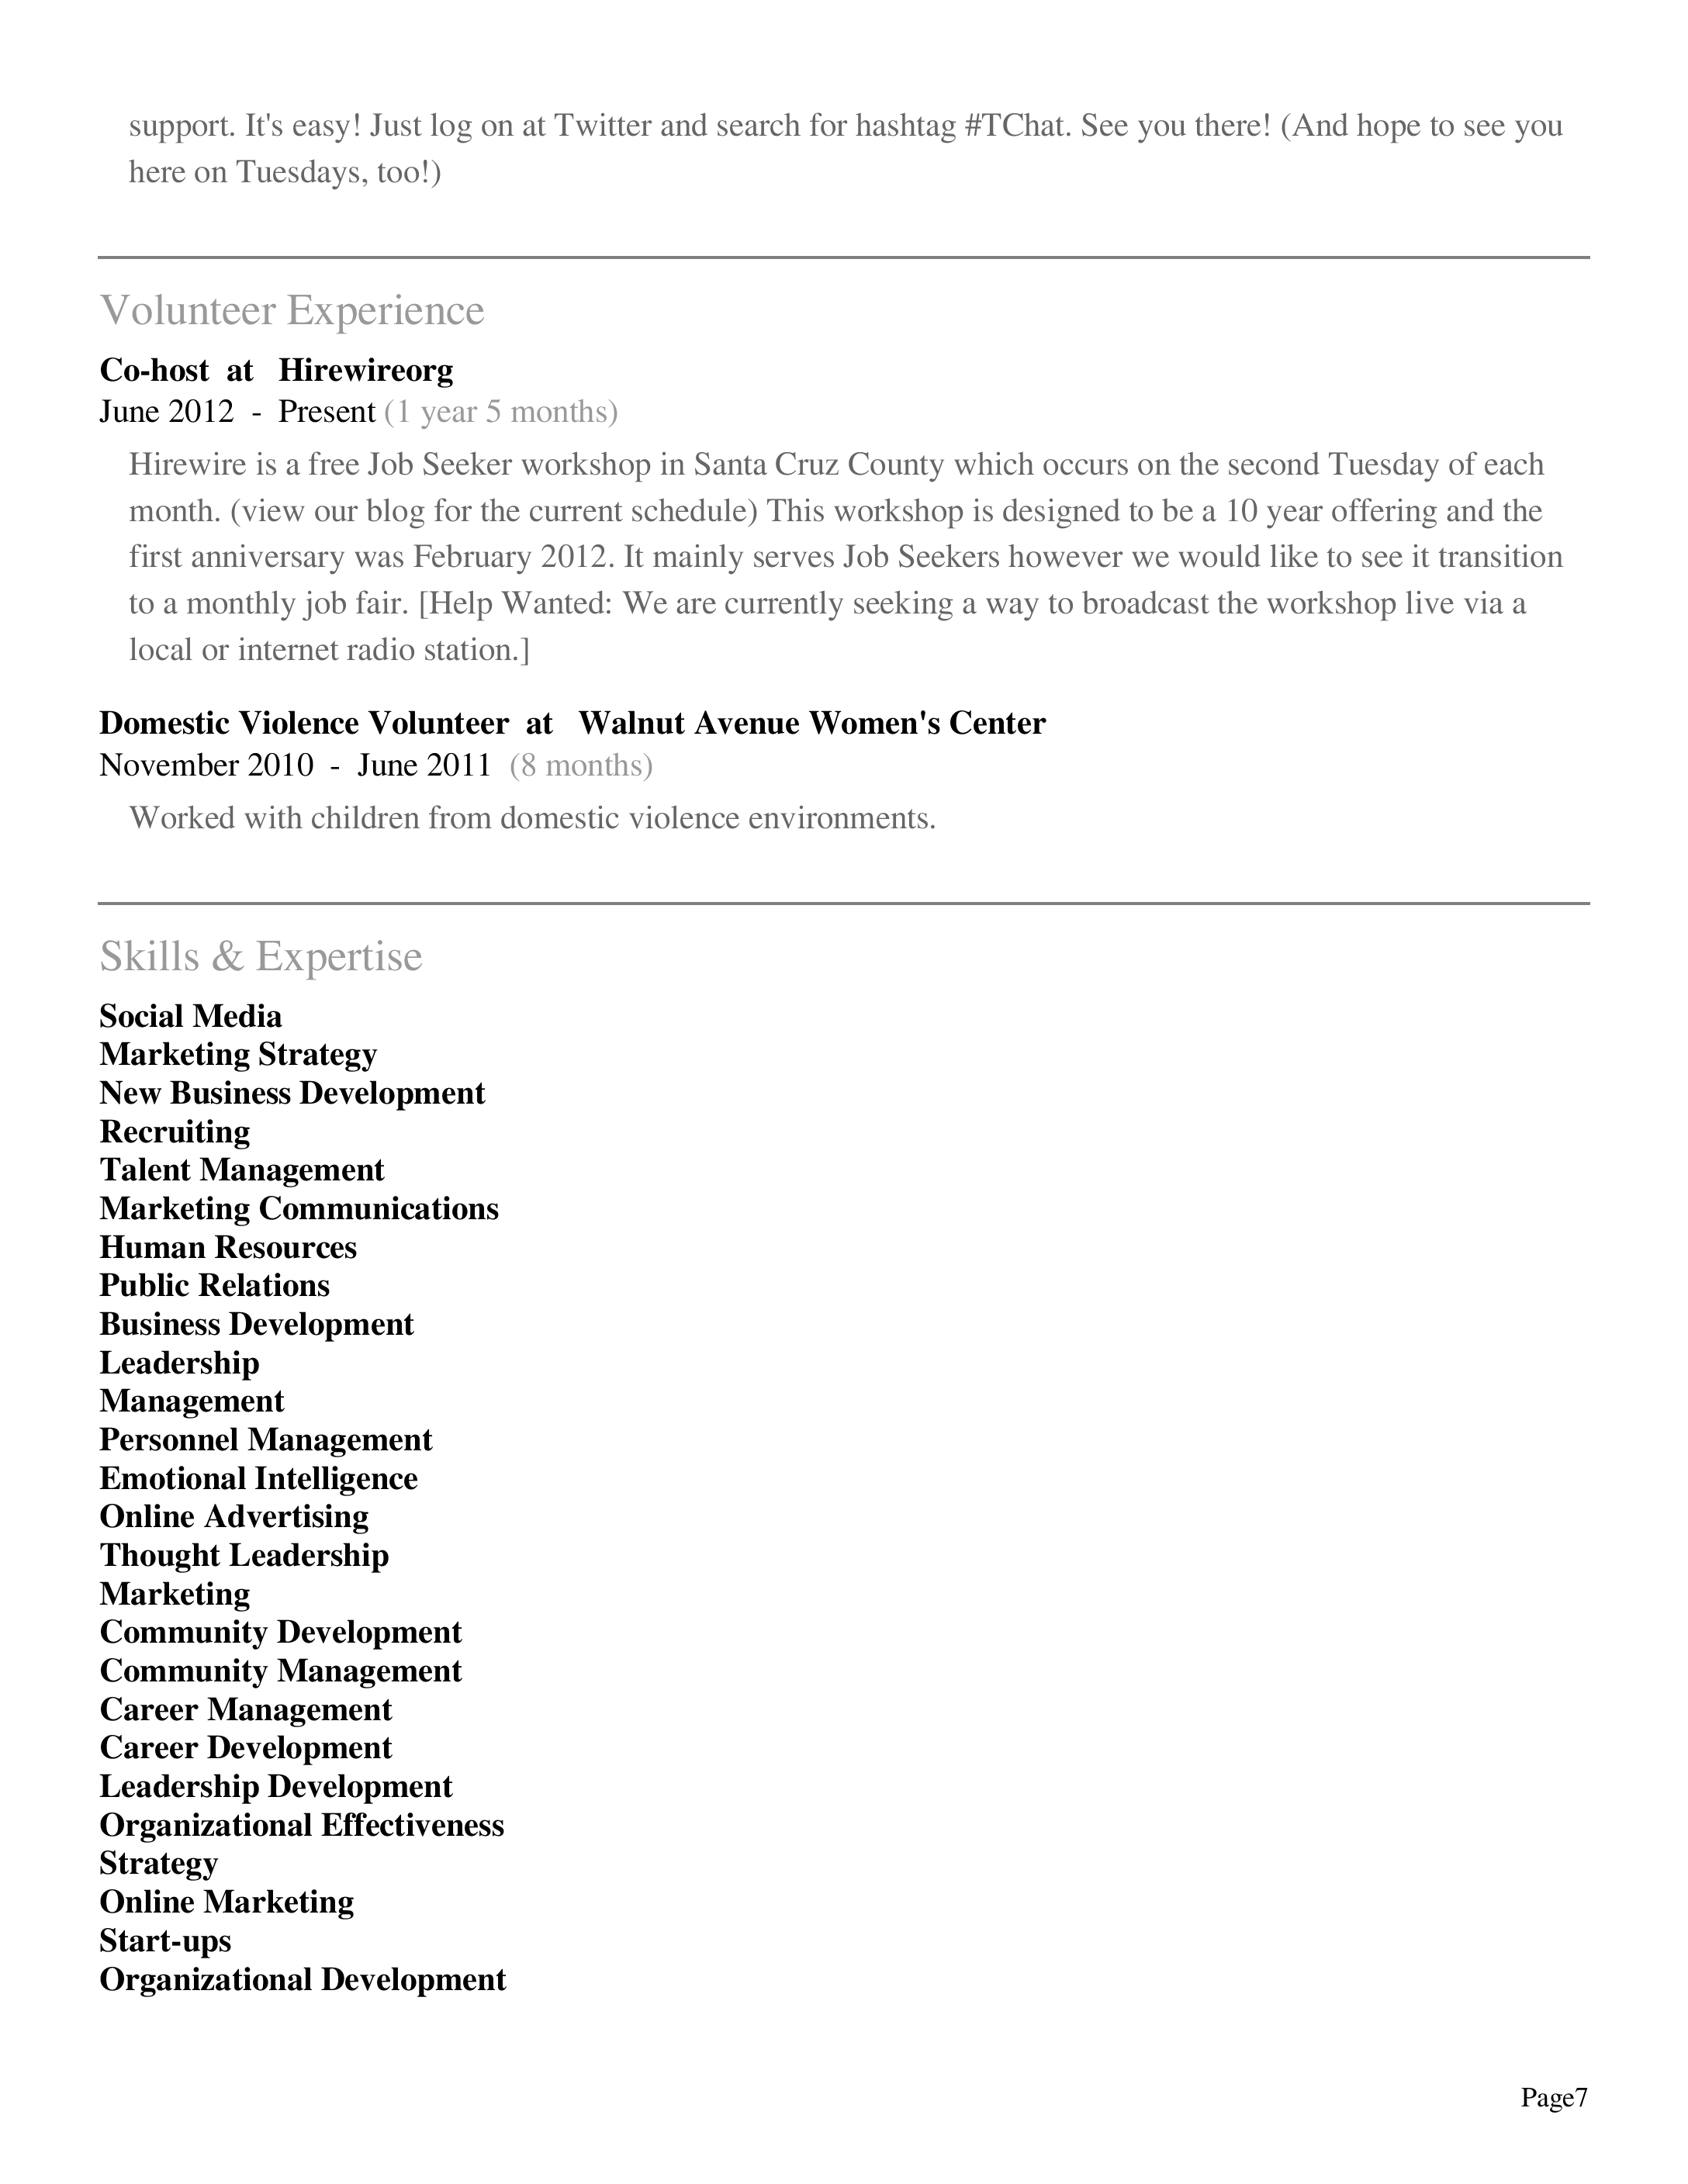 support. It's easy! Just log on at Twitter and search for hashtag #TChat. See you there! (And hope to see you
here on Tuesdays, too!)
Volunteer Experience
Co-host at Hirewireorg
June 2012 - Present (1 year 5 months)
Hirewire is a free Job Seeker workshop in Santa Cruz County which occurs on the second Tuesday of each
month. (view our blog for the current schedule) This workshop is designed to be a 10 year offering and the
first anniversary was February 2012. It mainly serves Job Seekers however we would like to see it transition
to a monthly job fair. [Help Wanted: We are currently seeking a way to broadcast the workshop live via a
local or internet radio station.]
Domestic Violence Volunteer at Walnut Avenue Women's Center
November 2010 - June 2011 (8 months)
Worked with children from domestic violence environments.
Skills & Expertise
Social Media
Marketing Strategy
New Business Development
Recruiting
Talent Management
Marketing Communications
Human Resources
Public Relations
Business Development
Leadership
Management
Personnel Management
Emotional Intelligence
Online Advertising
Thought Leadership
Marketing
Community Development
Community Management
Career Management
Career Development
Leadership Development
Organizational Effectiveness
Strategy
Online Marketing
Start-ups
Organizational Development
Page7